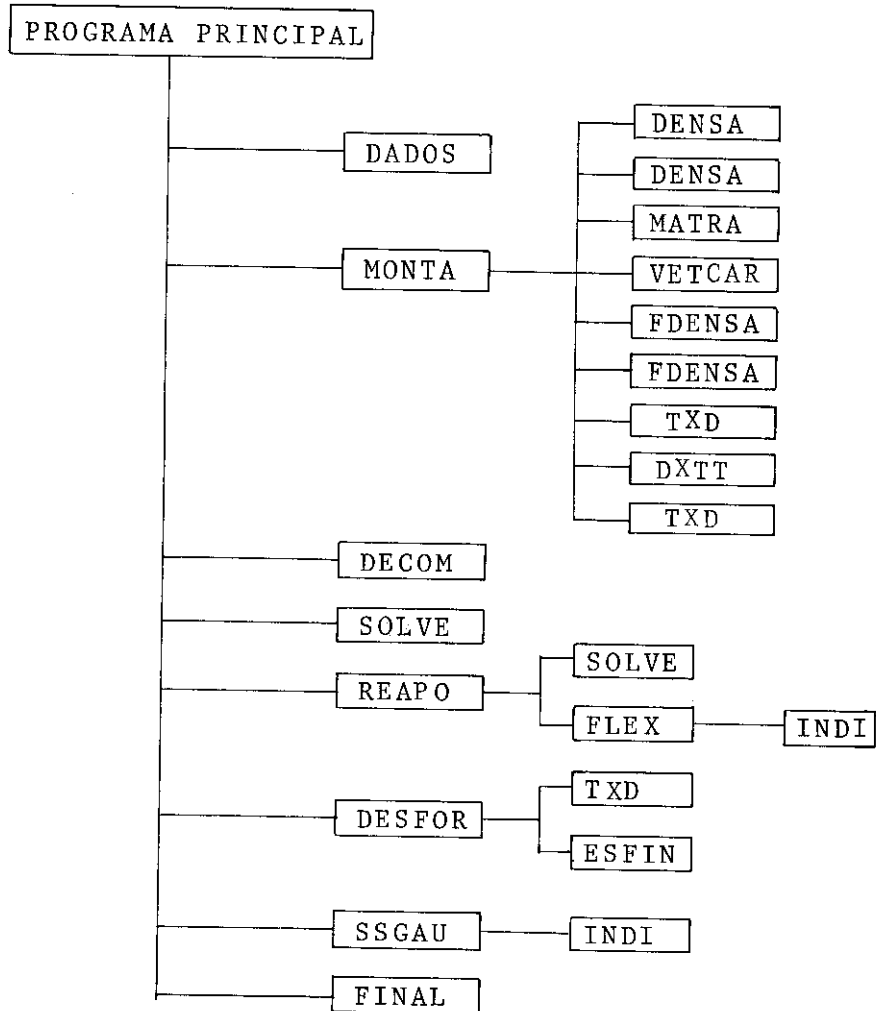 PROGRAMA PRINCIPAL
DADOS
MONTA
DENSA
DENSA
MATRA
VETCAR
FDENSA
FDENSA
TXD
DXTT
TXD
DECOM
SOLVE
REAPO
SOLVE
FLEX
INDI
DESFOR
TXD
ESFIN
SSGAU
INDI
FINAL